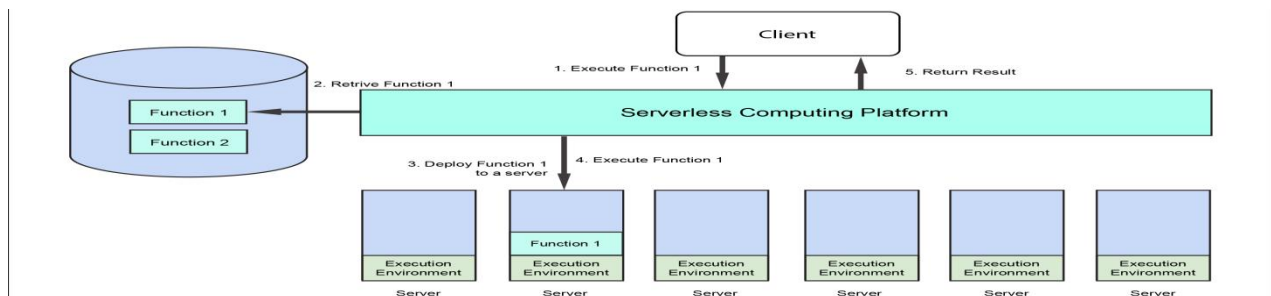 Client
1. Execute Function 1
5. Return Result
2. Retrive Function 1
Function 1
Serverless Computing Platform
Function 2
3. Deploy Function 1
to a server
4. Execute Function 1
Function 1
Execution
Environment
Execution
Environment
Execution
Environment
Execution
Environment
Execution
Environment
Execution
Environment
Server
Server
Server
Server
Server
Server